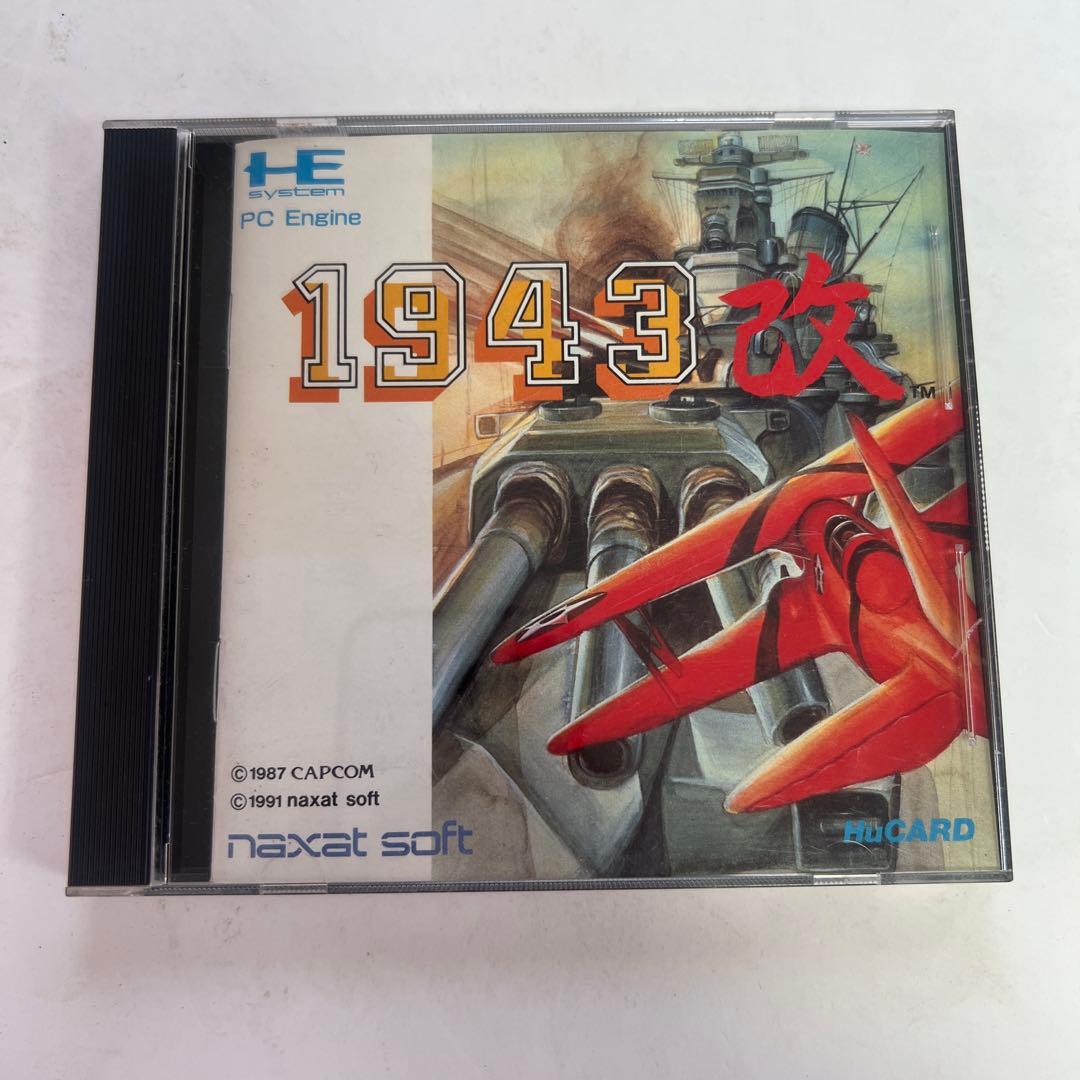 HE
system
PC Engine
1943改
TM
©1987 CAPCOM
©1991 naxat soft
naxat soft
HuCARD